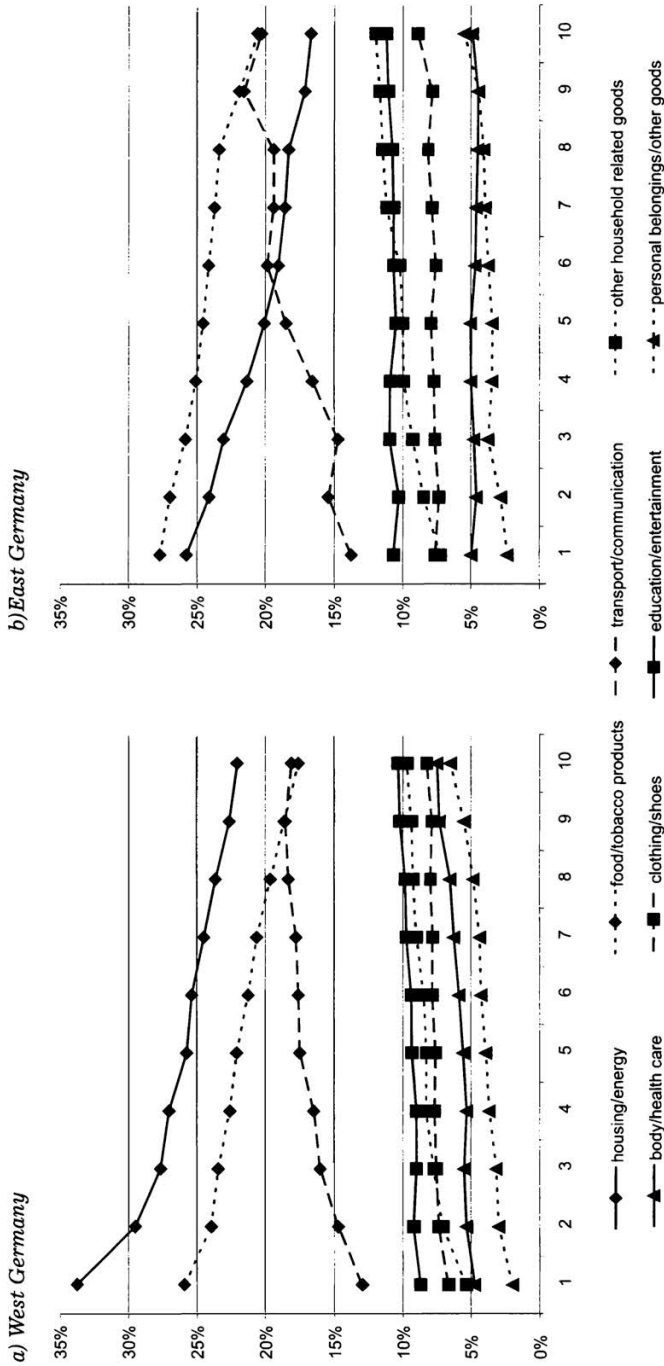 a) West Germany
35%
30%
25%
20%
15%
10%
5%
0%
1 2 3 4 5 6 7 8 9 10
b) East Germany
35%
30%
25%
20%
15%
10%
5%
0%
1 2 3 4 5 6 7 8 9 10
housing/energy food/tobacco products transport/communication other household related goods
body/health care clothing/shoes education/entertainment personal belongings/other goods